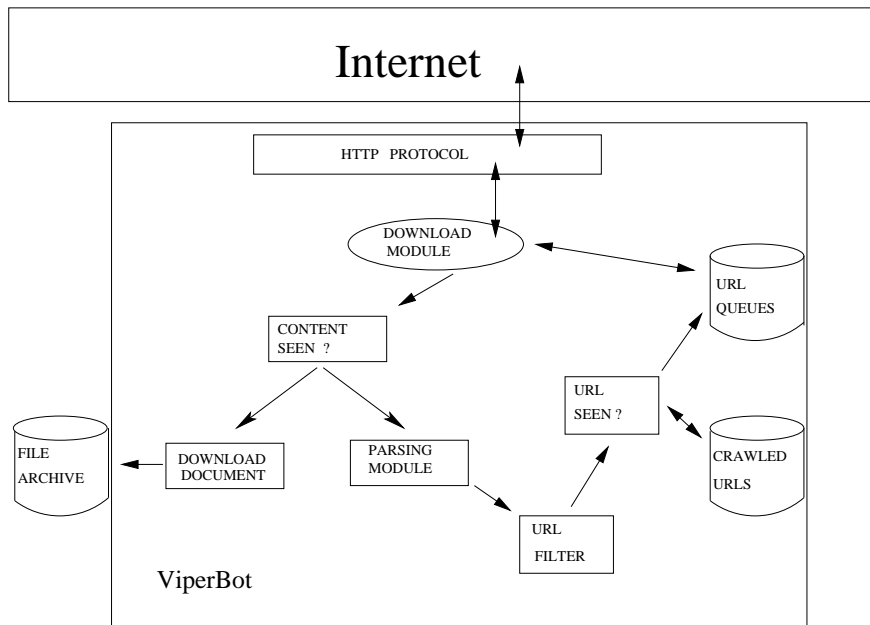 Internet
HTTP PROTOCOL
DOWNLOAD
MODULE
URL
QUEUES
CONTENT
SEEN ?
URL
SEEN ?
FILE
ARCHIVE
DOWNLOAD
DOCUMENT
PARSING
MODULE
CRAWLED
URLS
URL
FILTER
ViperBot